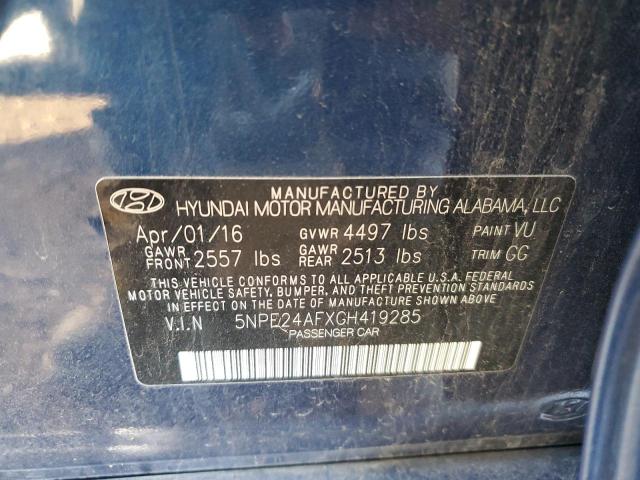 MANUFACTURED BY
HYUNDAI MOTOR MANUFACTURING ALABAMA, LLC
Apr/01/16 GVWR 4497 lbs PAINT VU
GAWR FRONT 2557 lbs GAWR REAR 2513 lbs TRIM GG
THIS VEHICLE CONFORMS TO ALL APPLICABLE U.S.A. FEDERAL
MOTOR VEHICLE SAFETY, BUMPER, AND THEFT PREVENTION STANDARDS
IN EFFECT ON THE DATE OF MANUFACTURE SHOWN ABOVE
V.I.N 5NPE24AFXGH419285
PASSENGER CAR